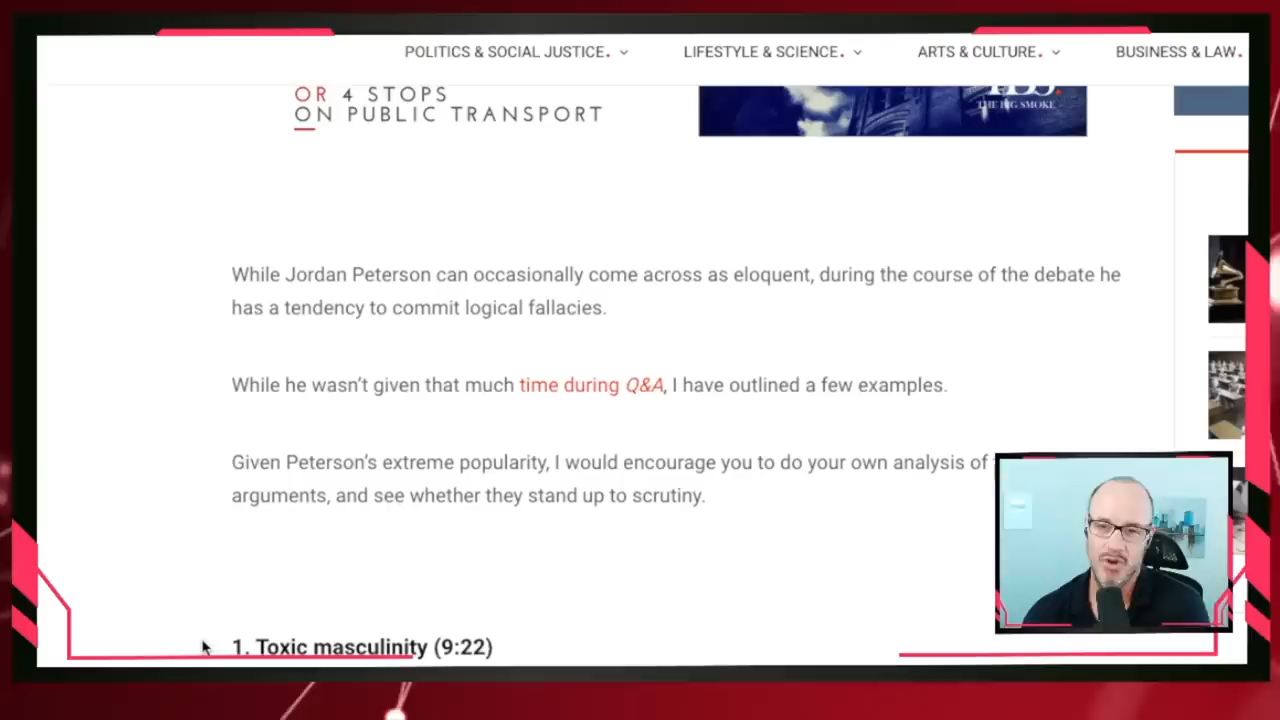 POLITICS & SOCIAL JUSTICE.
LIFESTYLE & SCIENCE.
ARTS & CULTURE.
BUSINESS & LAW.
OR 4 STOPS
ON PUBLIC TRANSPORT
THE BIG SMOKE
While Jordan Peterson can occasionally come across as eloquent, during the course of the debate he
has a tendency to commit logical fallacies.
While he wasn't given that much time during Q&A, I have outlined a few examples.
Given Peterson's extreme popularity, I would encourage you to do your own analysis of
arguments, and see whether they stand up to scrutiny.
1. Toxic masculinity (9:22)